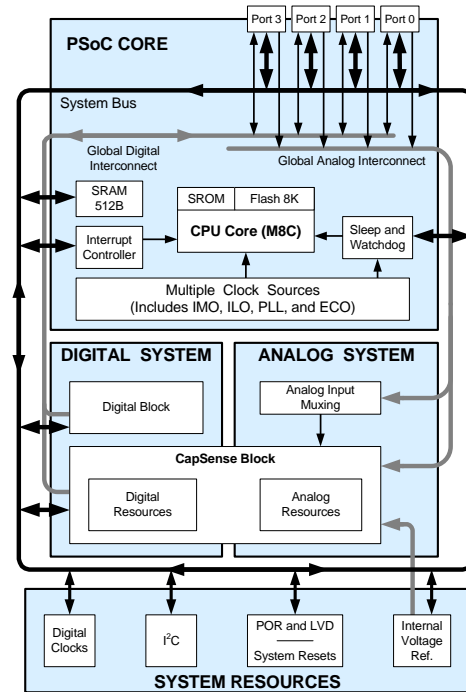 Port 3 Port 2 Port 1 Port 0
PSoC CORE
System Bus
Global Digital
Interconnect
Global Analog Interconnect
SRAM
512B
SROM Flash 8K
CPU Core (M8C)
Interrupt
Controller
Sleep and
Watchdog
Multiple Clock Sources
(Includes IMO, ILO, PLL, and ECO)
DIGITAL SYSTEM
ANALOG SYSTEM
Digital Block
Analog Input
Muxing
CapSense Block
Digital
Resources
Analog
Resources
Digital
Clocks
I²C
POR and LVD
System Resets
Internal
Voltage
Ref.
SYSTEM RESOURCES